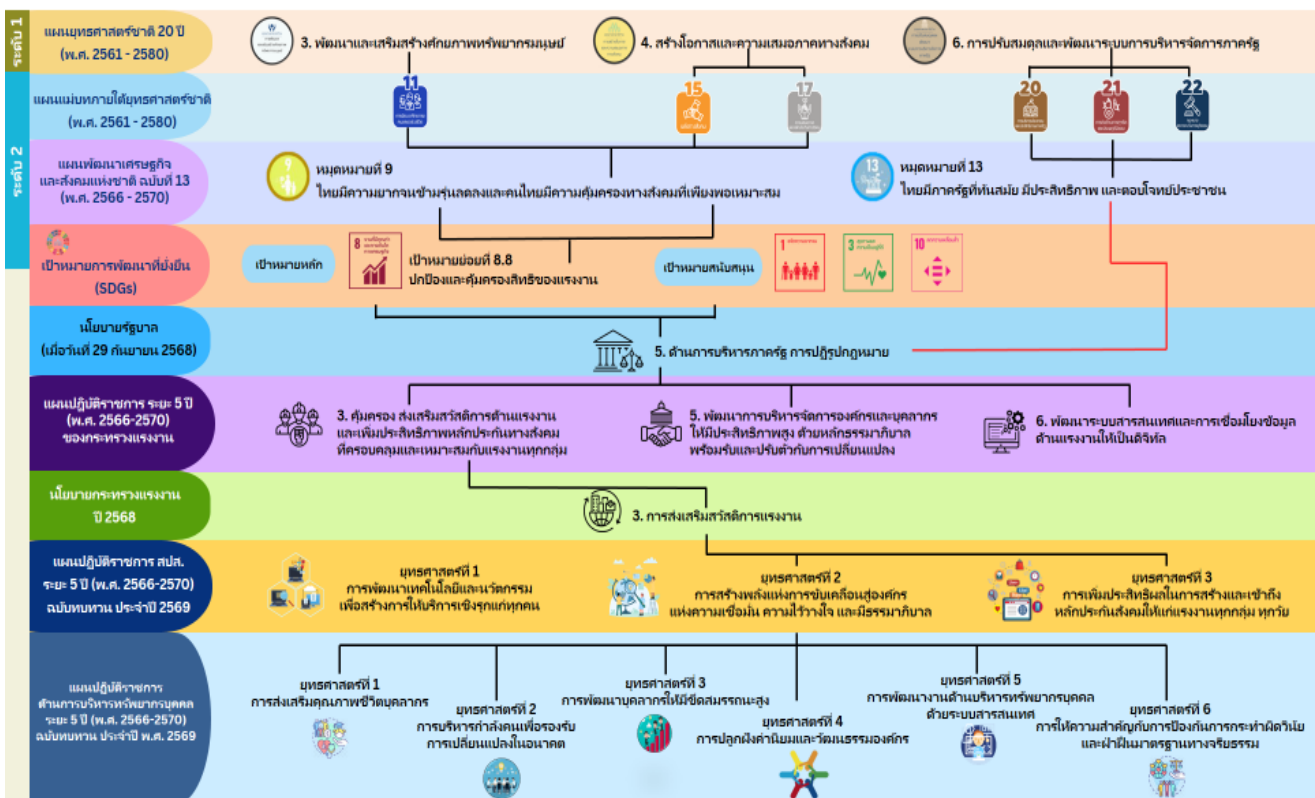 ระดับ 1
แผนยุทธศาสตร์ชาติ 20 ปี
(พ.ศ. 2561 - 2580)
3. พัฒนาและเสริมสร้างศักยภาพทรัพยากรมนุษย์
4. สร้างโอกาสและความเสมอภาคทางสังคม
6. การปรับสมดุลและพัฒนาระบบการบริหารจัดการภาครัฐ
ระดับ 2
แผนแม่บทภายใต้ยุทธศาสตร์ชาติ
(พ.ศ. 2561 - 2580)
11
15
17
20
21
22
แผนพัฒนาเศรษฐกิจ
และสังคมแห่งชาติ ฉบับที่ 13
(พ.ศ. 2566 - 2570)
9
หมุดหมายที่ 9
ไทยมีความยากจนข้ามรุ่นลดลงและคนไทยมีความคุ้มครองทางสังคมที่เพียงพอเหมาะสม
13
หมุดหมายที่ 13
ไทยมีภาครัฐที่ทันสมัย มีประสิทธิภาพ และตอบโจทย์ประชาชน
เป้าหมายการพัฒนาที่ยั่งยืน
(SDGs)
เป้าหมายหลัก
8
เป้าหมายย่อยที่ 8.8
ปกป้องและคุ้มครองสิทธิของแรงงาน
เป้าหมายสนับสนุน
1
3
10
นโยบายรัฐบาล
(เมื่อวันที่ 29 กันยายน 2568)
5. ด้านการบริหารภาครัฐ การปฏิรูปกฎหมาย
แผนปฏิบัติราชการ ระยะ 5 ปี
(พ.ศ. 2566-2570)
ของกระทรวงแรงงาน
3. คุ้มครอง ส่งเสริมสวัสดิการด้านแรงงาน
และเพิ่มประสิทธิภาพหลักประกันทางสังคม
ที่ครอบคลุมและเหมาะสมกับแรงงานทุกกลุ่ม
5. พัฒนาการบริหารจัดการองค์กรและบุคลากร
ให้มีประสิทธิภาพสูง ด้วยหลักธรรมาภิบาล
พร้อมรับและปรับตัวกับการเปลี่ยนแปลง
6. พัฒนาระบบสารสนเทศและการเชื่อมโยงข้อมูล
ด้านแรงงานให้เป็นดิจิทัล
นโยบายกระทรวงแรงงาน
ปี 2568
3. การส่งเสริมสวัสดิการแรงงาน
แผนปฏิบัติราชการ สปส.
ระยะ 5 ปี (พ.ศ. 2566-2570)
ฉบับทบทวน ประจำปี 2569
ยุทธศาสตร์ที่ 1
การพัฒนาเทคโนโลยีและนวัตกรรม
เพื่อสร้างการให้บริการเชิงรุกแก่ทุกคน
ยุทธศาสตร์ที่ 2
การสร้างพลังแห่งการขับเคลื่อนสู่องค์กร
แห่งความเชื่อมั่น ความไว้วางใจ และมีธรรมาภิบาล
ยุทธศาสตร์ที่ 3
การเพิ่มประสิทธิผลในการสร้างและเข้าถึง
หลักประกันสังคมให้แก่แรงงานทุกกลุ่ม ทุกวัย
แผนปฏิบัติราชการ
ด้านการบริหารทรัพยากรบุคคล
ระยะ 5 ปี (พ.ศ. 2566-2570)
ฉบับทบทวน ประจำปี พ.ศ. 2569
ยุทธศาสตร์ที่ 1
การส่งเสริมคุณภาพชีวิตบุคลากร
ยุทธศาสตร์ที่ 2
การบริหารกำลังคนเพื่อรองรับ
การเปลี่ยนแปลงในอนาคต
ยุทธศาสตร์ที่ 3
การพัฒนาบุคลากรให้มีขีดสมรรถนะสูง
ยุทธศาสตร์ที่ 4
การปลูกฝังค่านิยมและวัฒนธรรมองค์กร
ยุทธศาสตร์ที่ 5
การพัฒนางานด้านบริหารทรัพยากรบุคคล
ด้วยระบบสารสนเทศ
ยุทธศาสตร์ที่ 6
การให้ความสำคัญกับการป้องกันการกระทำผิดวินัย
และฝ่าฝืนมาตรฐานทางจริยธรรม